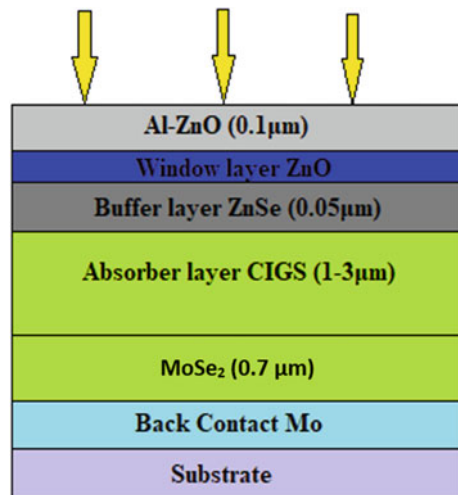 Al-ZnO (0.1μm)
Window layer ZnO
Buffer layer ZnSe (0.05μm)
Absorber layer CIGS (1-3μm)
MoSe₂ (0.7 μm)
Back Contact Mo
Substrate